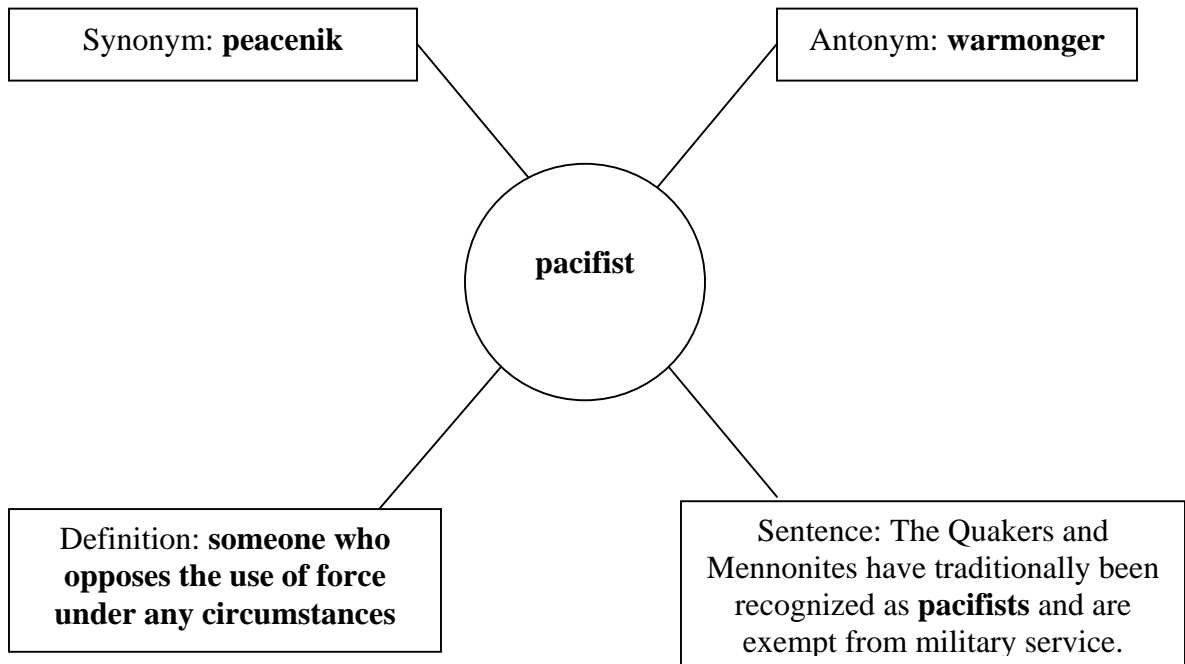 Synonym: peacenik
Antonym: warmonger
pacifist
Definition: someone who
opposes the use of force
under any circumstances
Sentence: The Quakers and
Mennonites have traditionally been
recognized as pacifists and are
exempt from military service.